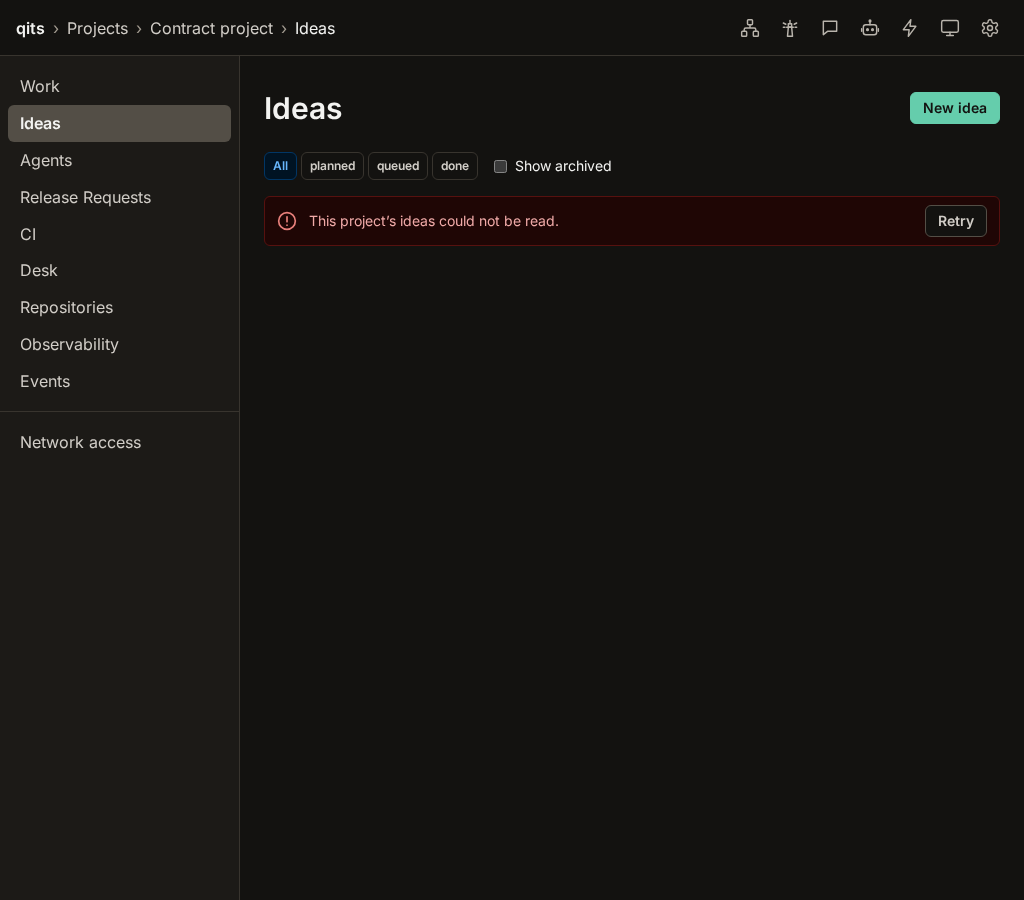 qits › Projects › Contract project › Ideas
Work
Ideas
Agents
Release Requests
CI
Desk
Repositories
Observability
Events
Network access
Ideas
New idea
All planned queued done Show archived
This project’s ideas could not be read.
Retry